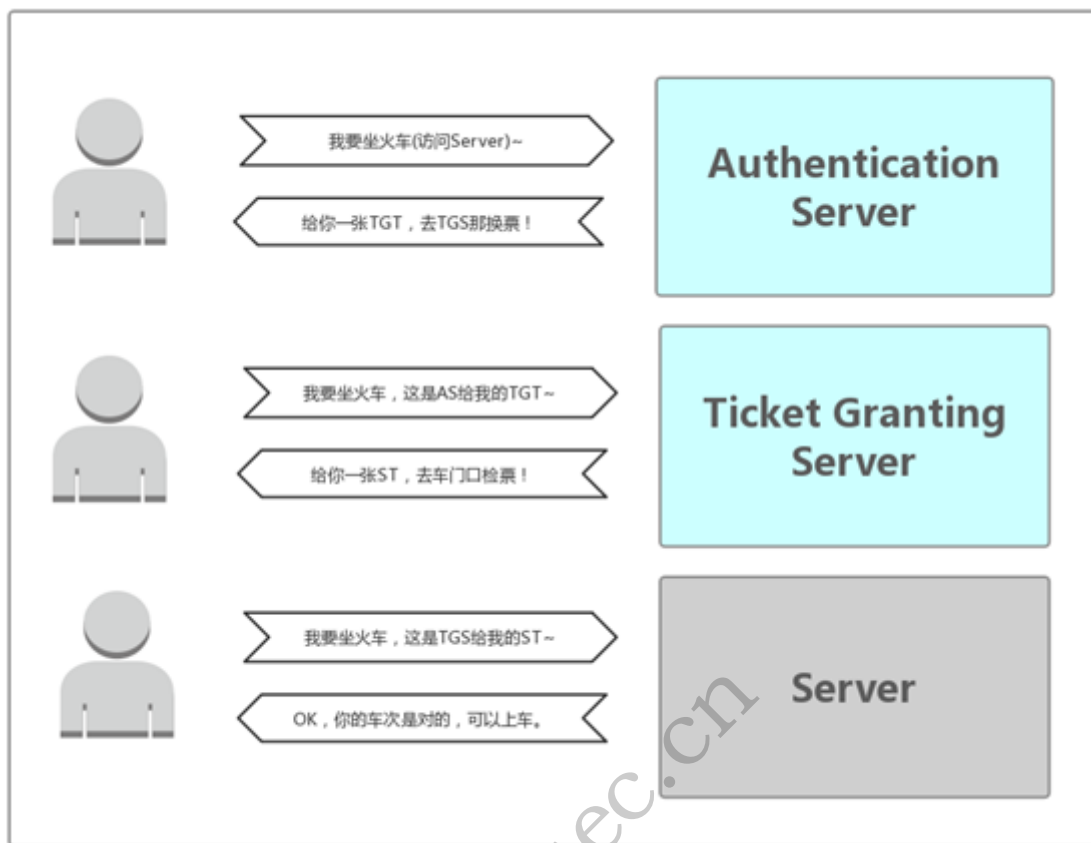 我要坐火车(访问Server)~
给你一张TGT，去TGS那换票！
Authentication
Server
我要坐火车，这是AS给我的TGT~
给你一张ST，去车门口检票！
Ticket Granting
Server
我要坐火车，这是TGS给我的ST~
OK，你的车次是对的，可以上车。
Server
ec.cn